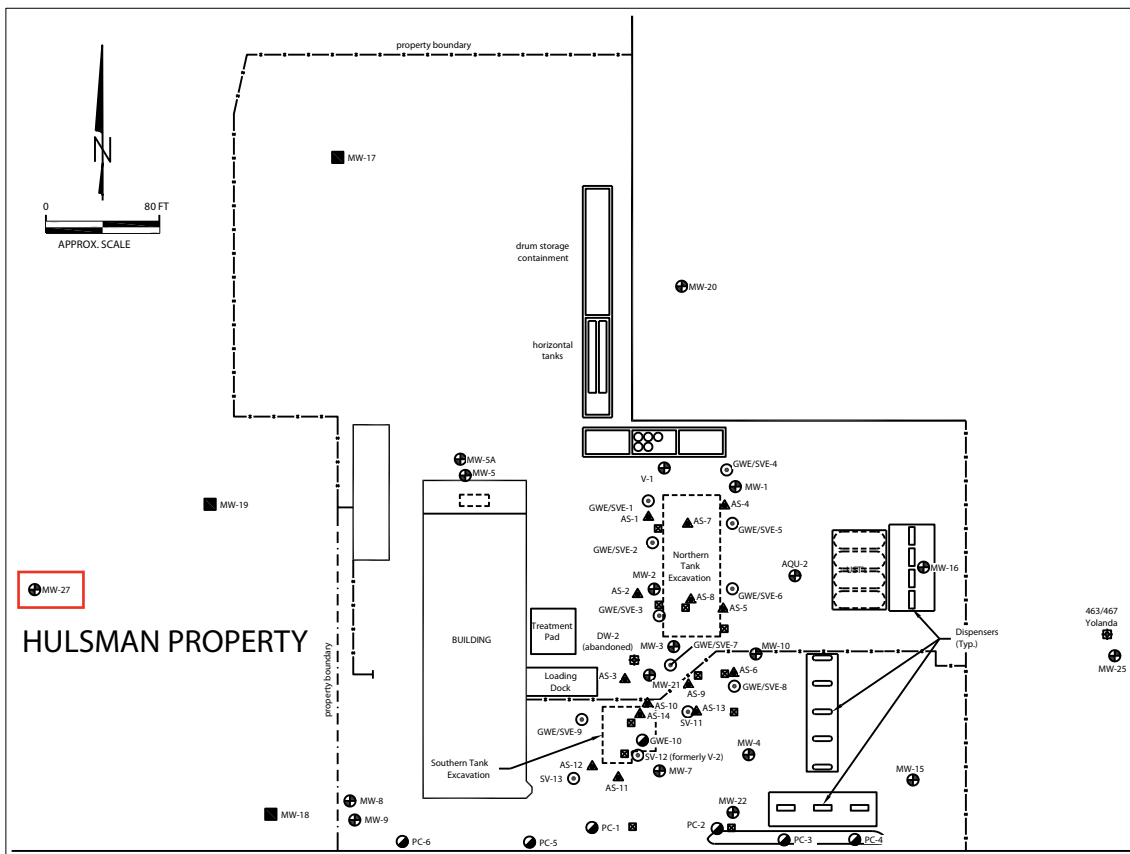 property boundary
N
MW-17
0 80 FT
APPROX. SCALE
drum storage
containment
MW-20
horizontal
tanks
MW-5A
MW-5
V-1
GWE/SVE-4
MW-1
MW-19
GWE/SVE-1
AS-1
AS-4
AS-7
GWE/SVE-5
GWE/SVE-2
Northern
Tank
Excavation
AQU-2
MW-16
MW-27
MW-2
AS-2
AS-8
GWE/SVE-6
GWE/SVE-3
AS-5
HULSMAN PROPERTY
BUILDING
Treatment
Pad
463/467
Yolanda
Dispensers
(Typ.)
DW-2
(abandoned)
MW-3
GWE/SVE-7
MW-10
MW-25
Loading
Dock
AS-3
MW-21
AS-6
AS-9
GWE/SVE-8
property boundary
AS-10
AS-14
AS-13
SV-11
GWE/SVE-9
GWE-10
Southern Tank
Excavation
SV-12 (formerly V-2)
MW-4
AS-12
MW-7
SV-13
AS-11
MW-15
MW-8
MW-18
MW-9
MW-22
PC-1
PC-2
PC-6
PC-5
PC-3
PC-4